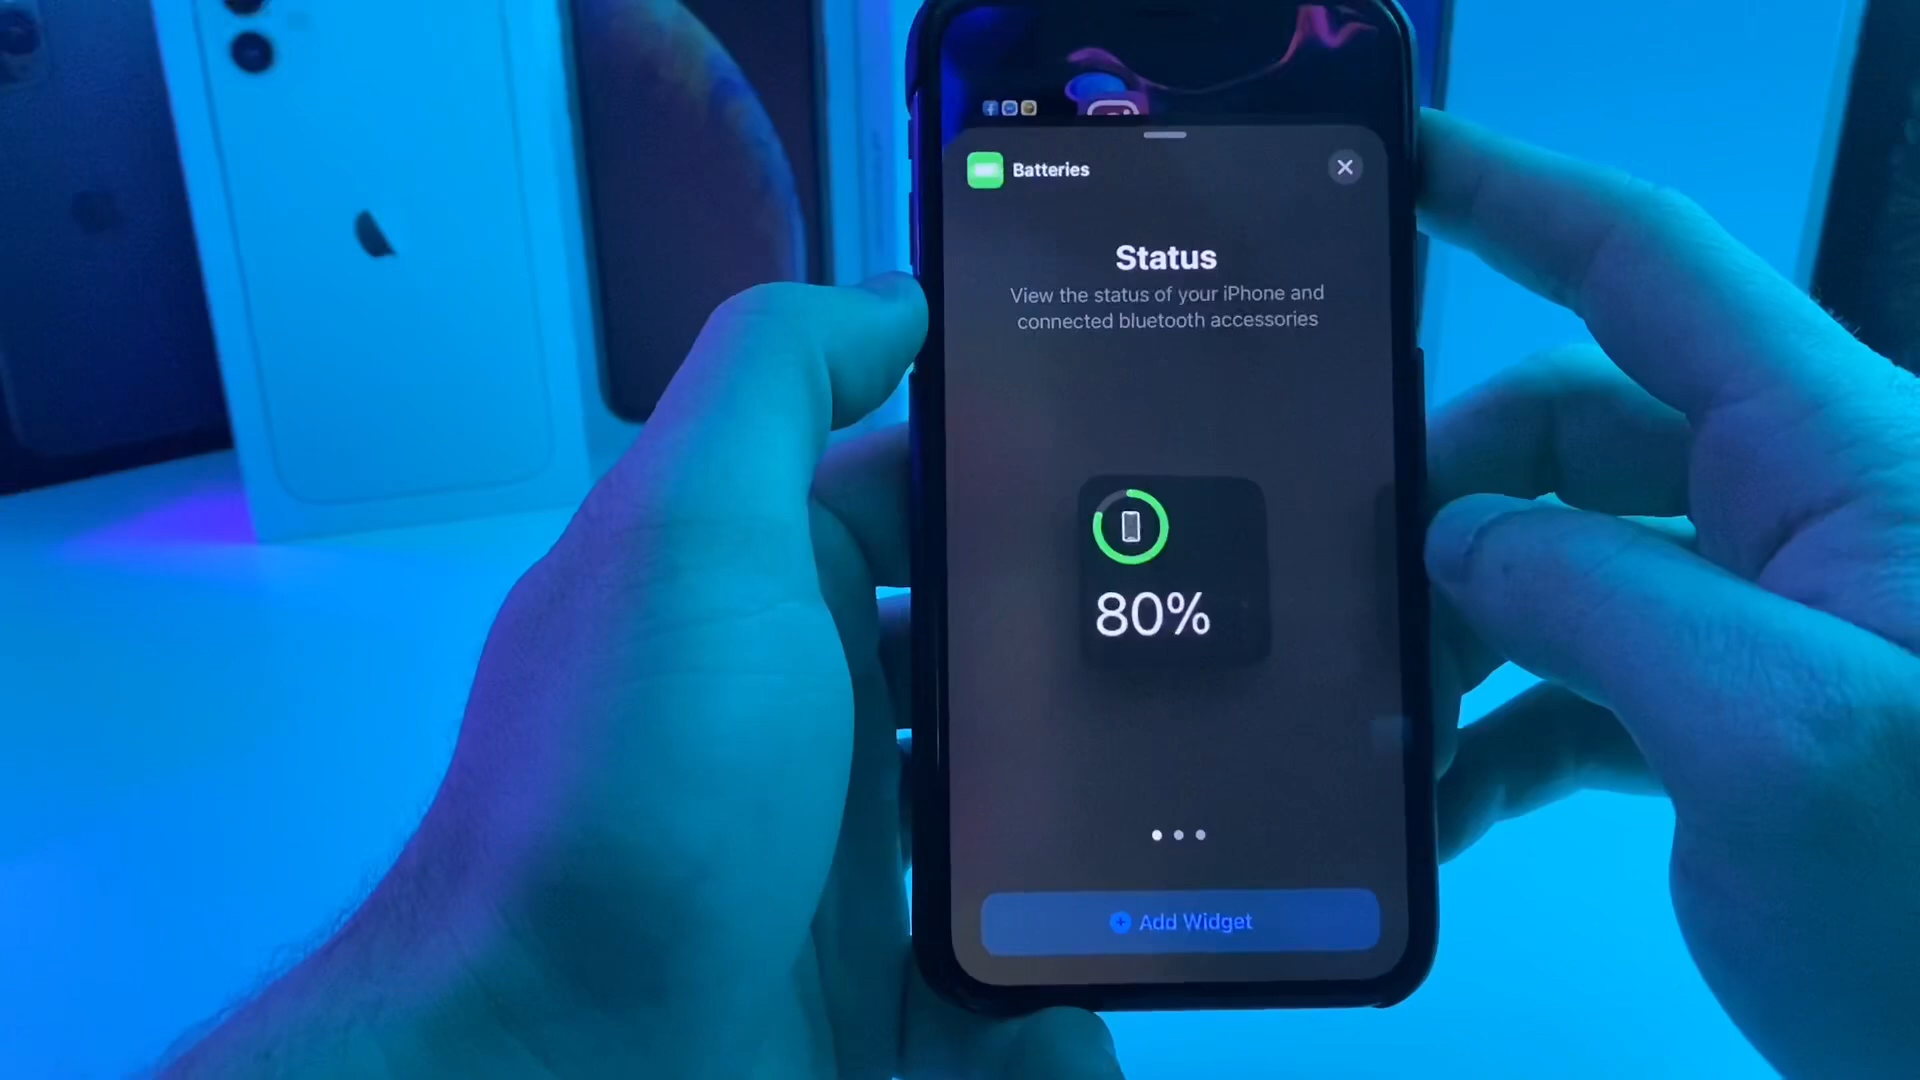 Batteries
Status
View the status of your iPhone and
connected bluetooth accessories
80%
Add Widget